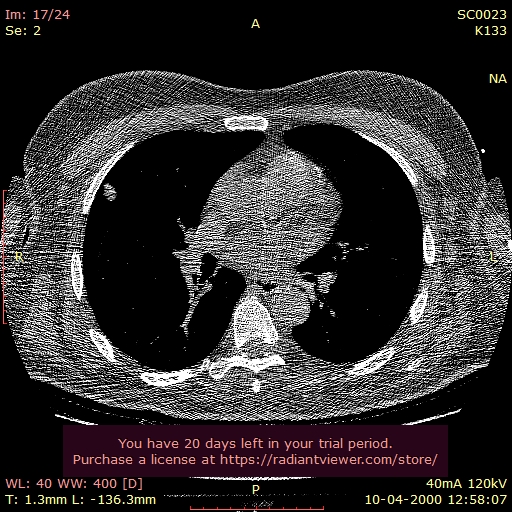 Im: 17/24
Se: 2
A
SC0023
K133
NA
R
L
You have 20 days left in your trial period.
Purchase a license at https://radiantviewer.com/store/
WL: 40 WW: 400 [D]
T: 1.3mm L: -136.3mm
P
40mA 120kV
10-04-2000 12:58:07